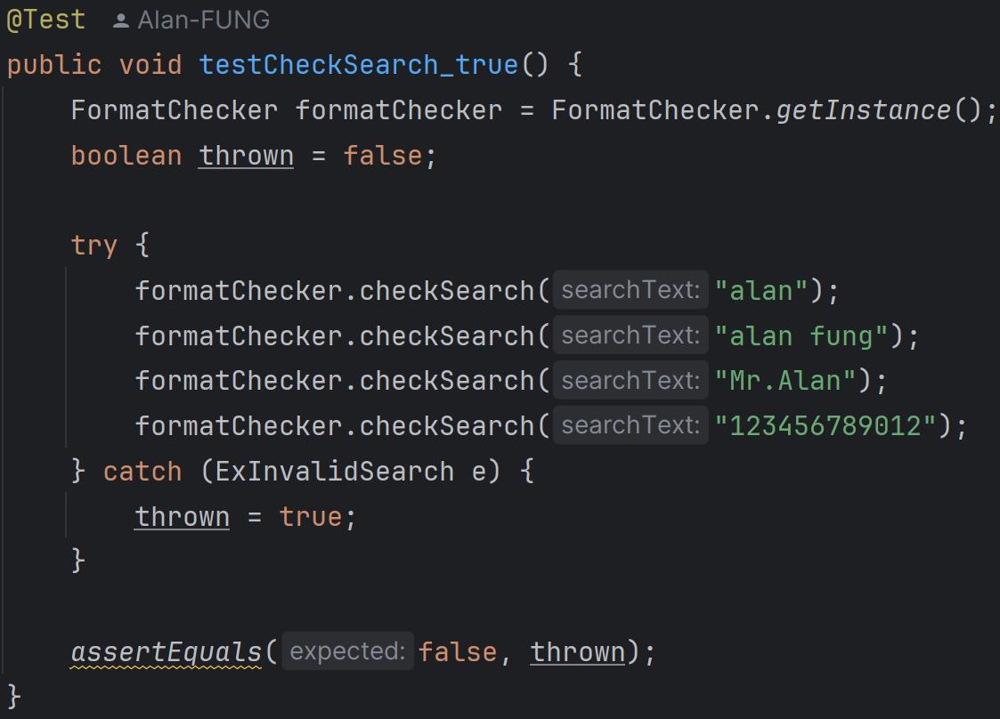 @Test Alan-FUNG
public void testCheckSearch_true() {
FormatChecker formatChecker = FormatChecker.getInstance();
boolean thrown = false;
try {
formatChecker.checkSearch( searchText: "alan");
formatChecker.checkSearch( searchText: "alan fung");
formatChecker.checkSearch( searchText: "Mr.Alan");
formatChecker.checkSearch( searchText: "123456789012");
} catch (ExInvalidSearch e) {
thrown = true;
}
assertEquals( expected: false, thrown);
}